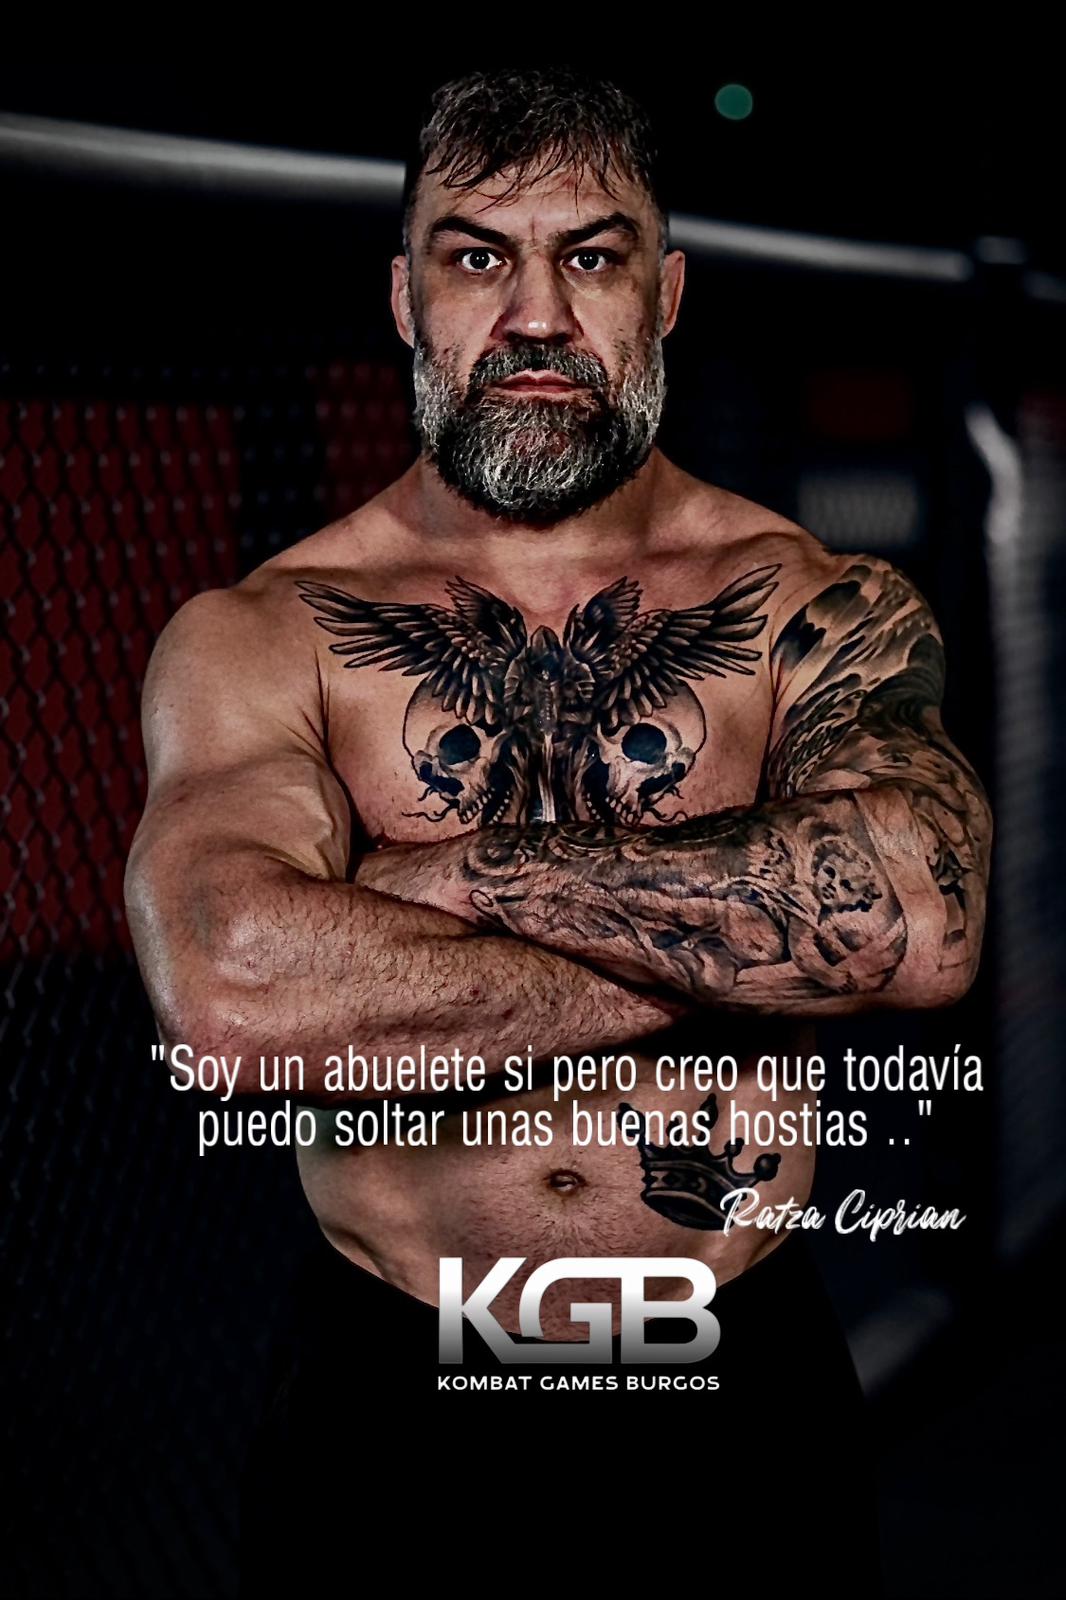 "Soy un abuelete si pero creo que todavía
puedo soltar unas buenas hostias .."
Ratza Ciprian
KGB
KOMBAT GAMES BURGOS